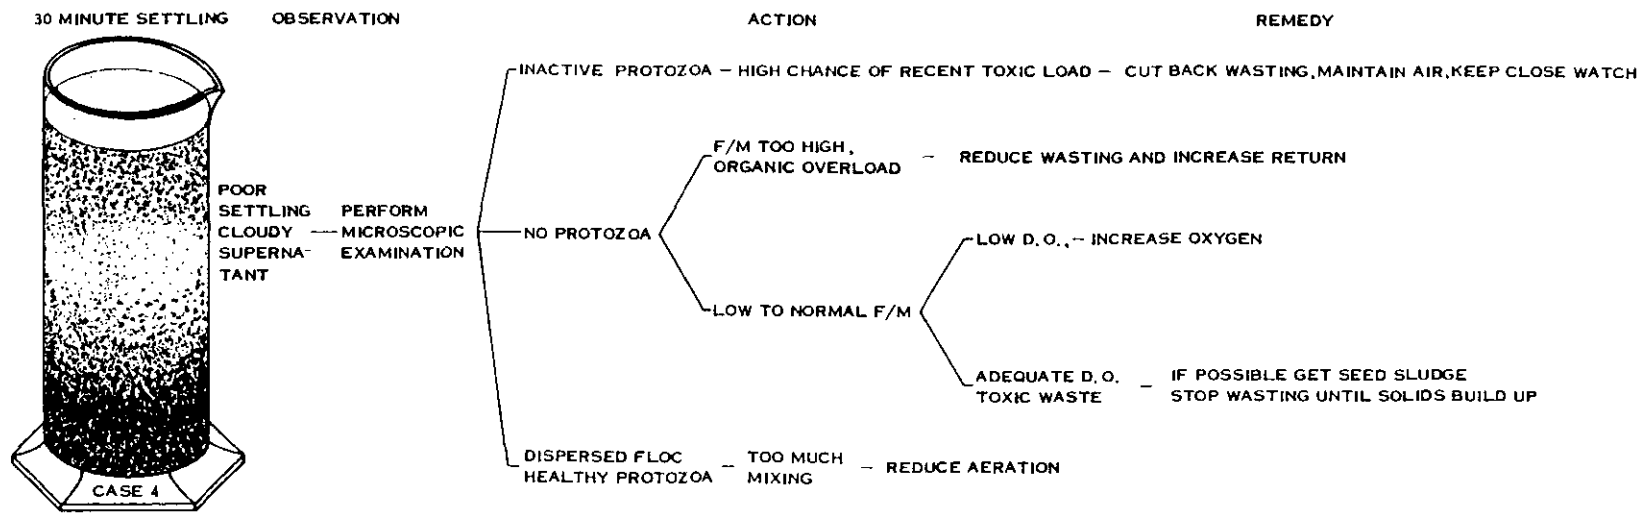 30 MINUTE SETTLING OBSERVATION ACTION REMEDY
INACTIVE PROTOZOA – HIGH CHANCE OF RECENT TOXIC LOAD – CUT BACK WASTING, MAINTAIN AIR, KEEP CLOSE WATCH
F/M TOO HIGH,
ORGANIC OVERLOAD – REDUCE WASTING AND INCREASE RETURN
POOR
SETTLING
CLOUDY
SUPERNA-
TANT
PERFORM
MICROSCOPIC
EXAMINATION
NO PROTOZOA
LOW D.O., – INCREASE OXYGEN
LOW TO NORMAL F/M
ADEQUATE D.O.
TOXIC WASTE –
IF POSSIBLE GET SEED SLUDGE
STOP WASTING UNTIL SOLIDS BUILD UP
DISPERSED FLOC
HEALTHY PROTOZOA –
TOO MUCH
MIXING
– REDUCE AERATION
CASE 4